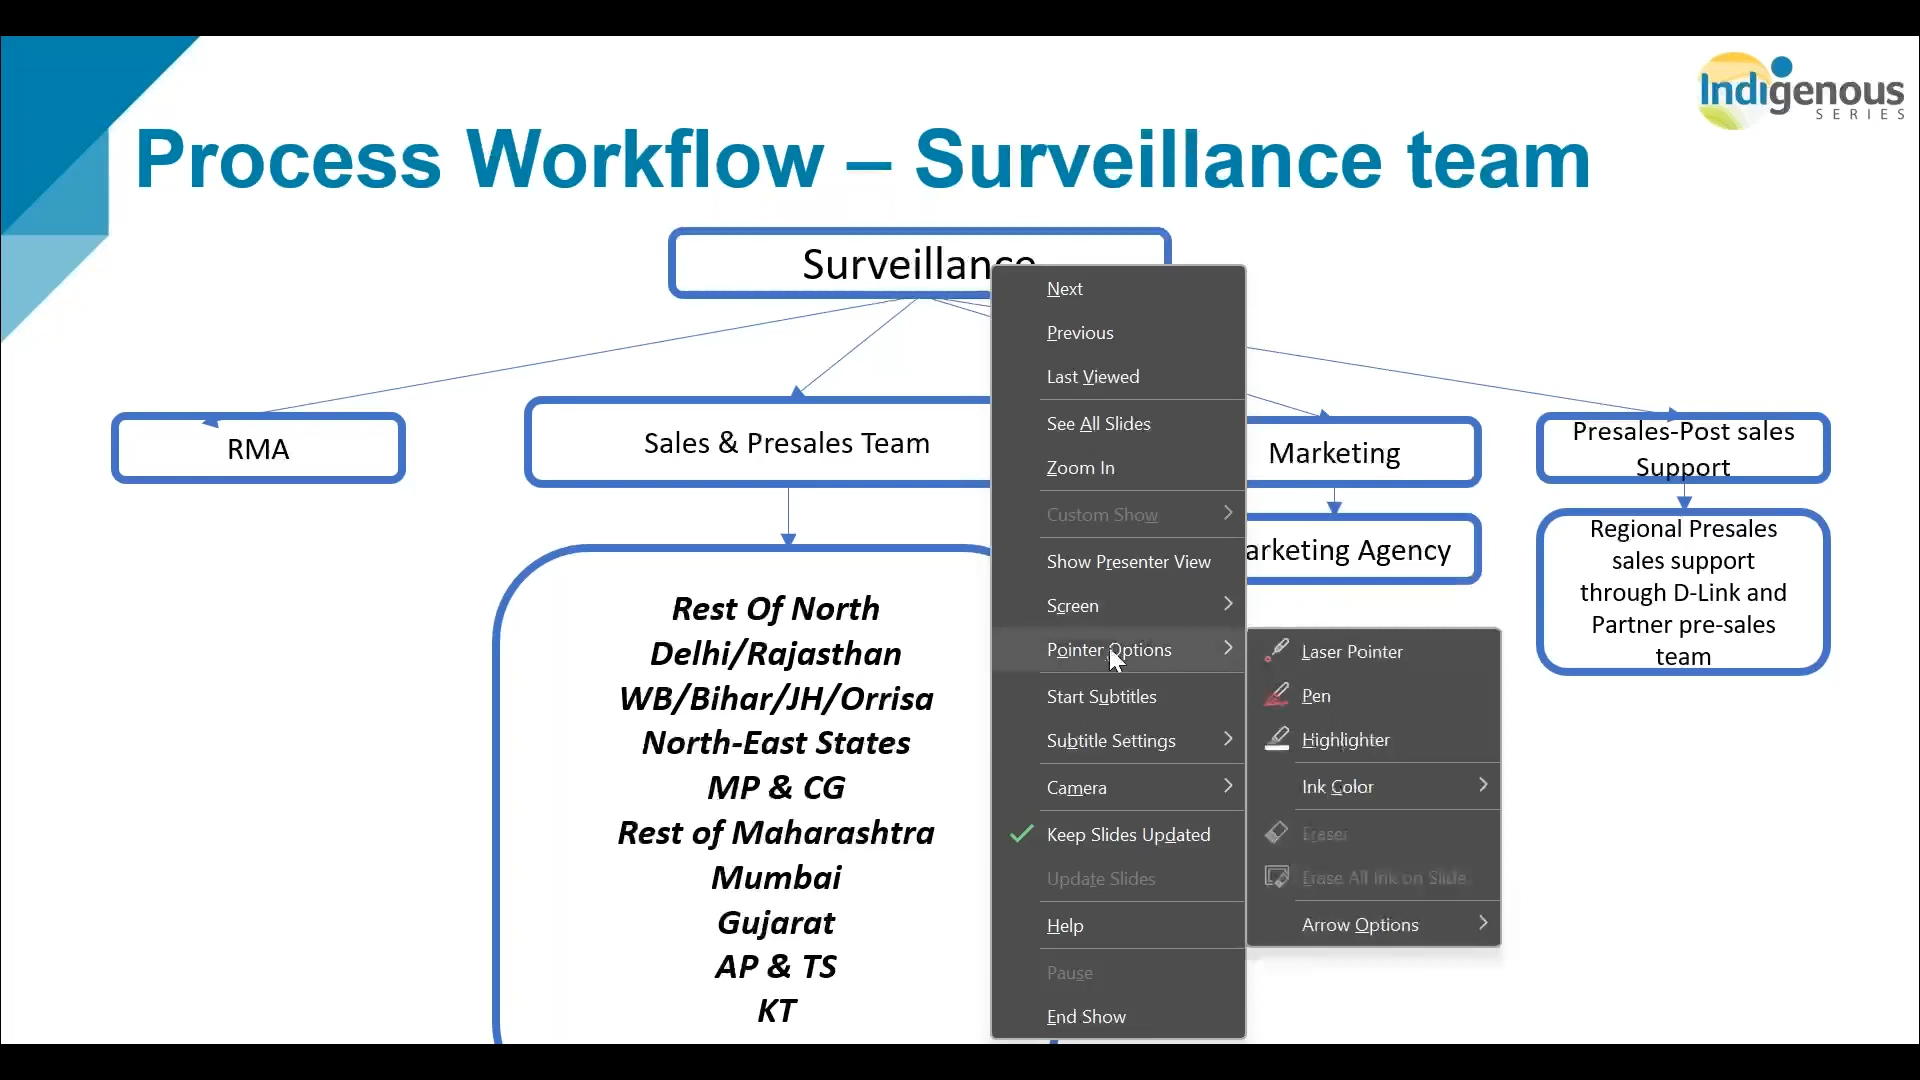 Indigenous
SERIES
Process Workflow – Surveillance team
Surveillance
RMA
Sales & Presales Team
Marketing
Presales-Post sales
Support
arketing Agency
Regional Presales
sales support
through D-Link and
Partner pre-sales
team
Rest Of North
Delhi/Rajasthan
WB/Bihar/JH/Orrisa
North-East States
MP & CG
Rest of Maharashtra
Mumbai
Gujarat
AP & TS
KT
Next
Previous
Last Viewed
See All Slides
Zoom In
Custom Show
Show Presenter View
Screen
Pointer Options
Start Subtitles
Subtitle Settings
Camera
Keep Slides Updated
Update Slides
Help
Pause
End Show
Laser Pointer
Pen
Highlighter
Ink Color
Eraser
Erase All Ink on Slide
Arrow Options